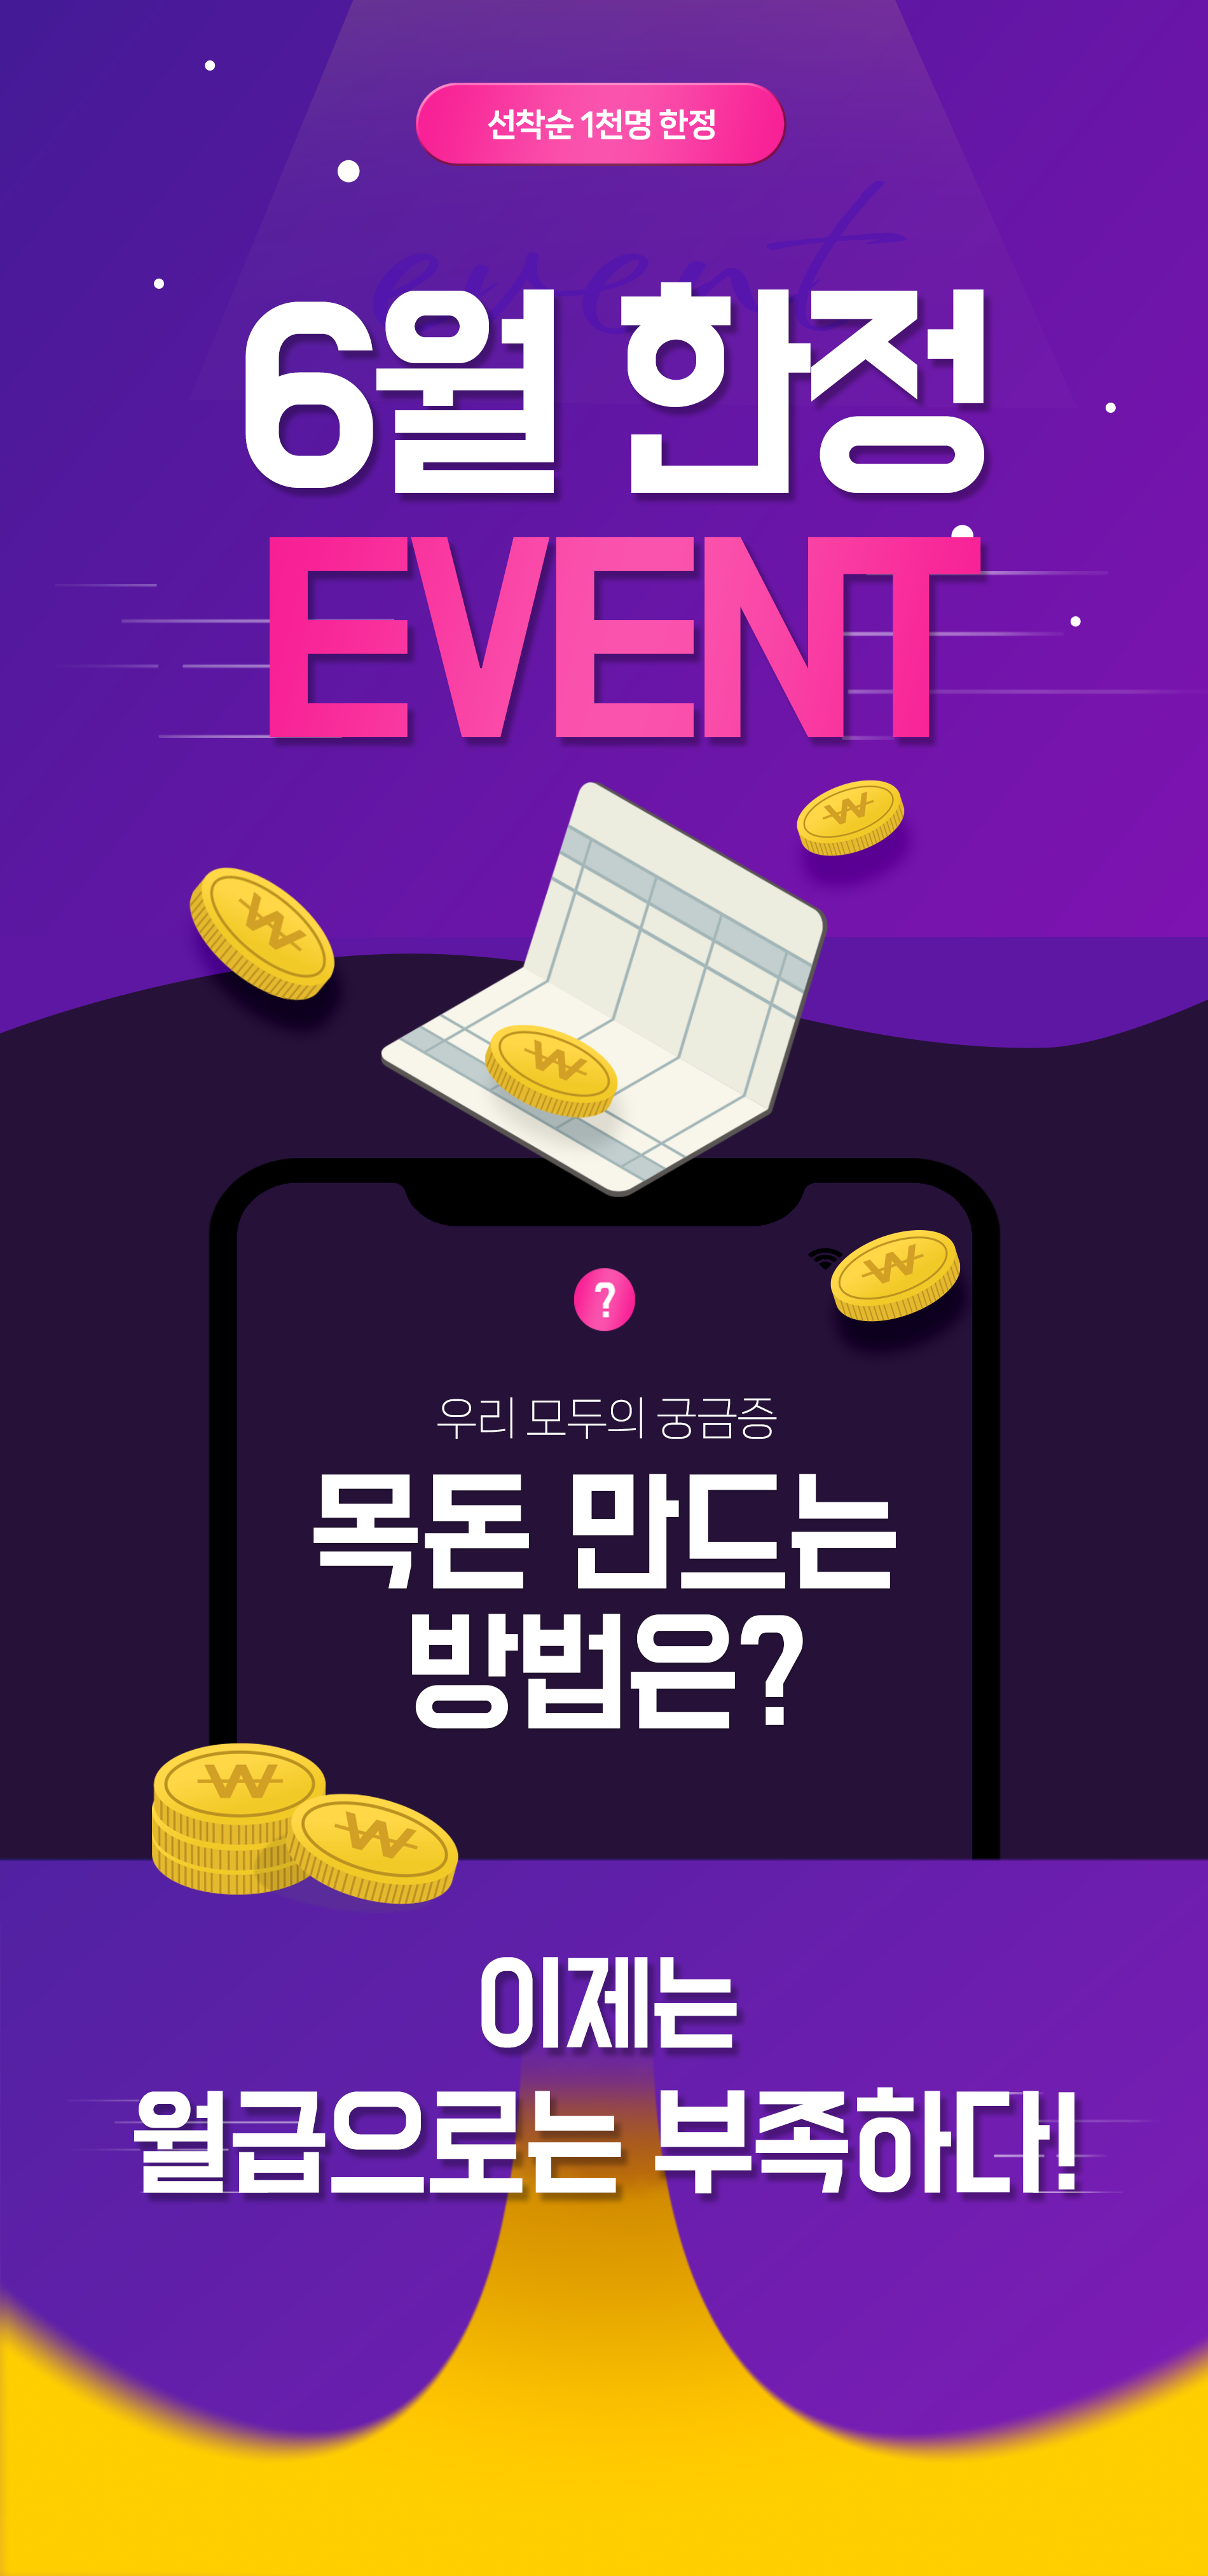 선착순 1천명 한정
event
6월 한정
EVENT
₩
₩
₩
₩
?
우리 모두의 궁금증
목돈 만드는
방법은?
₩
₩
이제는
월급으로는 부족하다!